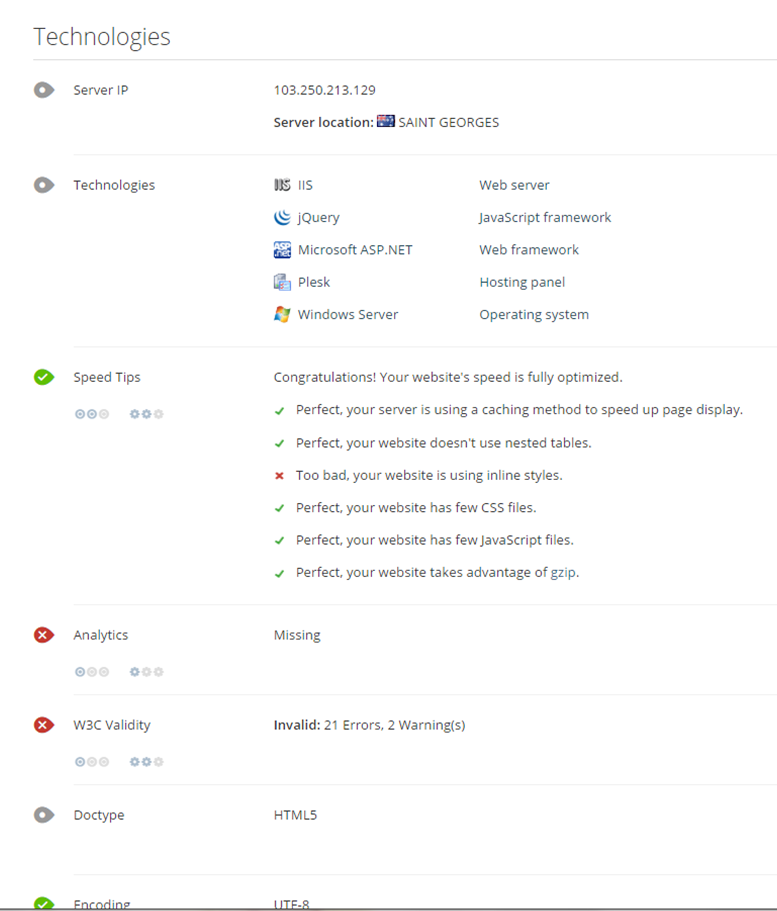 Technologies
Server IP 103.250.213.129
Server location: SAINT GEORGES
Technologies IIS Web server
jQuery JavaScript framework
Microsoft ASP.NET Web framework
Plesk Hosting panel
Windows Server Operating system
Speed Tips Congratulations! Your website's speed is fully optimized.
Perfect, your server is using a caching method to speed up page display.
Perfect, your website doesn't use nested tables.
Too bad, your website is using inline styles.
Perfect, your website has few CSS files.
Perfect, your website has few JavaScript files.
Perfect, your website takes advantage of gzip.
Analytics Missing
W3C Validity Invalid: 21 Errors, 2 Warning(s)
Doctype HTML5
Encoding UTF-8